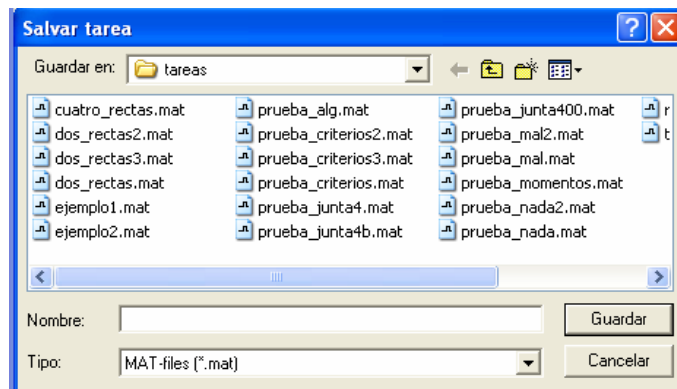 Salvar tarea
Guardar en: tareas
cuatro_rectas.mat
dos_rectas2.mat
dos_rectas3.mat
dos_rectas.mat
ejemplo1.mat
ejemplo2.mat
prueba_alg.mat
prueba_criterios2.mat
prueba_criterios3.mat
prueba_criterios.mat
prueba_junta4.mat
prueba_junta4b.mat
prueba_junta400.mat
prueba_mal2.mat
prueba_mal.mat
prueba_momentos.mat
prueba_nada2.mat
prueba_nada.mat
r
t
Nombre:
Guardar
Tipo: MAT-files (*.mat)
Cancelar